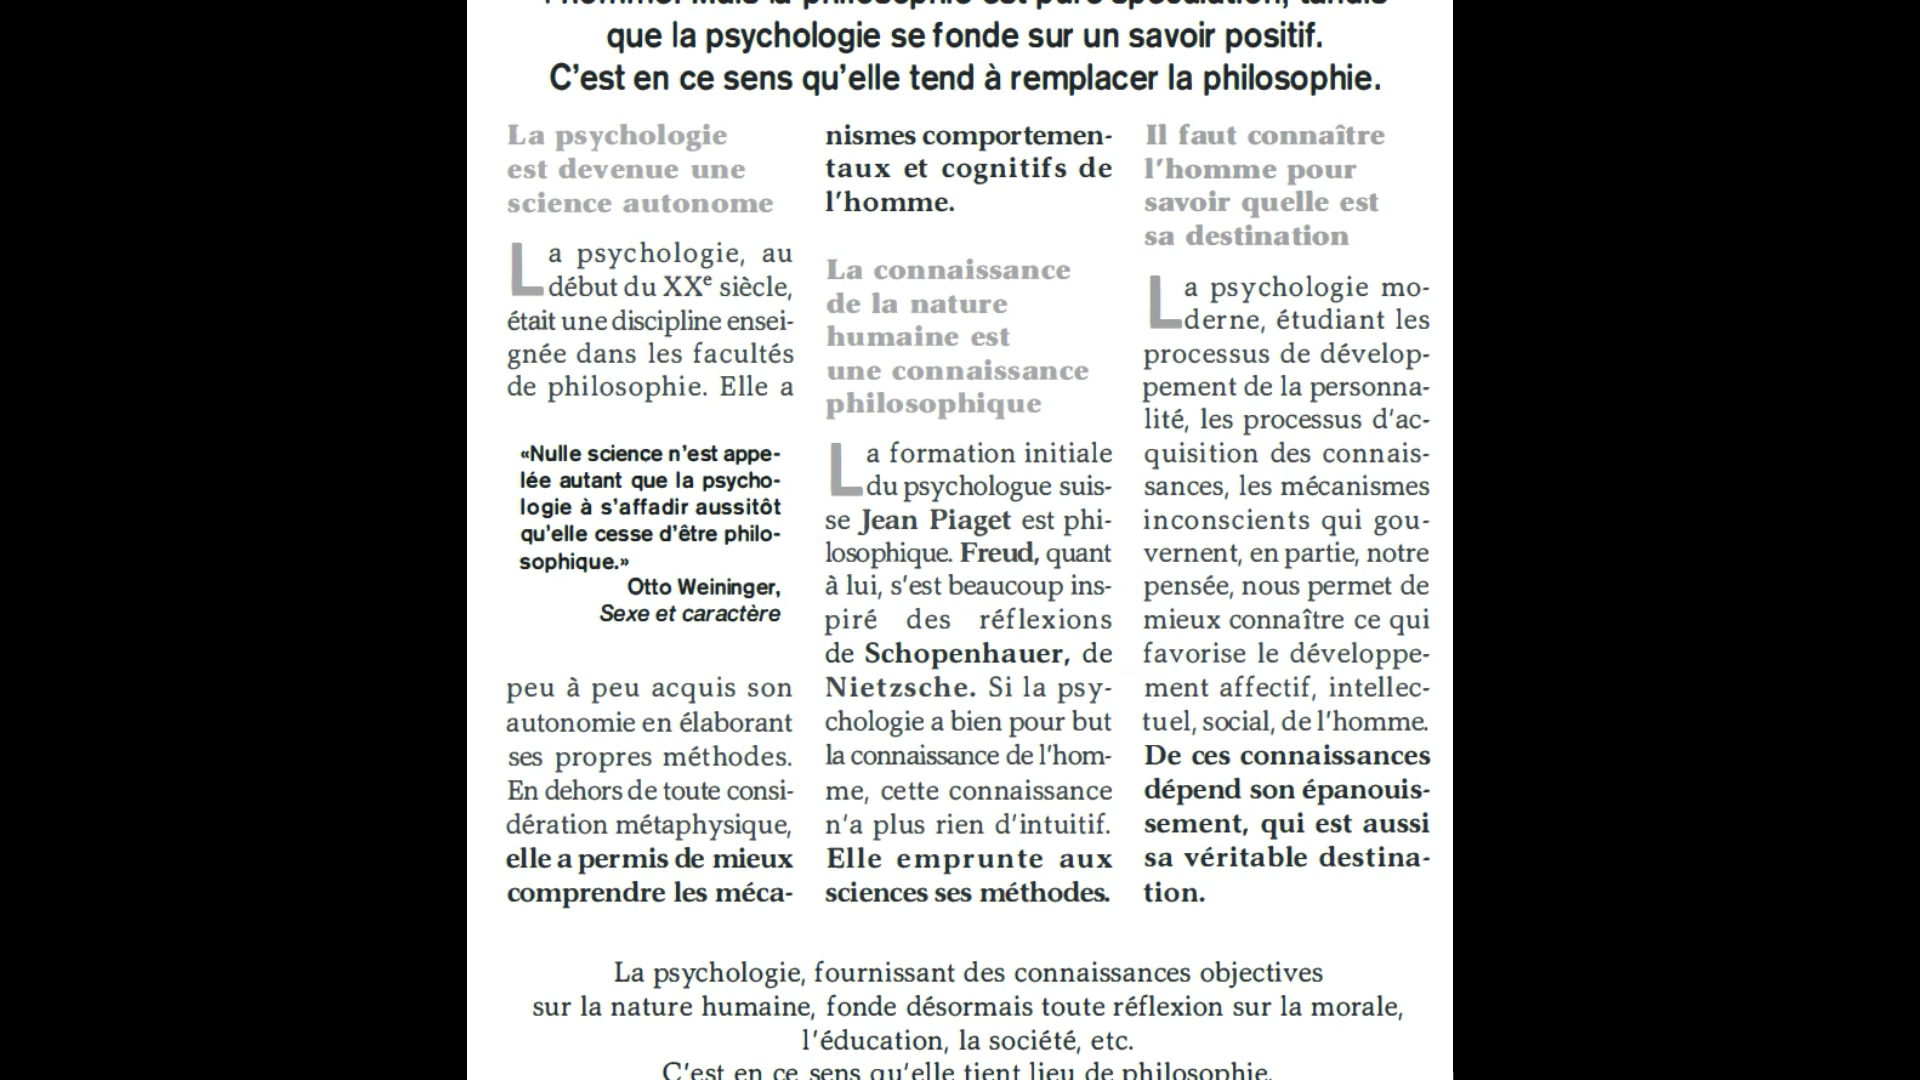 l'homme. Mais la philosophie est pure spéculation, tandis
que la psychologie se fonde sur un savoir positif.
C'est en ce sens qu'elle tend à remplacer la philosophie.
La psychologie
est devenue une
science autonome
La psychologie, au
début du XXe siècle,
était une discipline ensei-
gnée dans les facultés
de philosophie. Elle a
«Nulle science n'est appe-
lée autant que la psycho-
logie à s'affadir aussitôt
qu'elle cesse d'être philo-
sophique.»
Otto Weininger,
Sexe et caractère
peu à peu acquis son
autonomie en élaborant
ses propres méthodes.
En dehors de toute consi-
dération métaphysique,
elle a permis de mieux
comprendre les méca-
nismes comportemen-
taux et cognitifs de
l'homme.
La connaissance
de la nature
humaine est
une connaissance
philosophique
La formation initiale
du psychologue suis-
se Jean Piaget est phi-
losophique. Freud, quant
à lui, s'est beaucoup ins-
piré des réflexions
de Schopenhauer, de
Nietzsche. Si la psy-
chologie a bien pour but
la connaissance de l'hom-
me, cette connaissance
n'a plus rien d'intuitif.
Elle emprunte aux
sciences ses méthodes.
Il faut connaître
l'homme pour
savoir quelle est
sa destination
La psychologie mo-
derne, étudiant les
processus de dévelop-
pement de la personna-
lité, les processus d'ac-
quisition des connais-
sances, les mécanismes
inconscients qui gou-
vernent, en partie, notre
pensée, nous permet de
mieux connaître ce qui
favorise le développe-
ment affectif, intellec-
tuel, social, de l'homme.
De ces connaissances
dépend son épanouis-
sement, qui est aussi
sa véritable destina-
tion.
La psychologie, fournissant des connaissances objectives
sur la nature humaine, fonde désormais toute réflexion sur la morale,
l'éducation, la société, etc.
C'est en ce sens qu'elle tient lieu de philosophie.